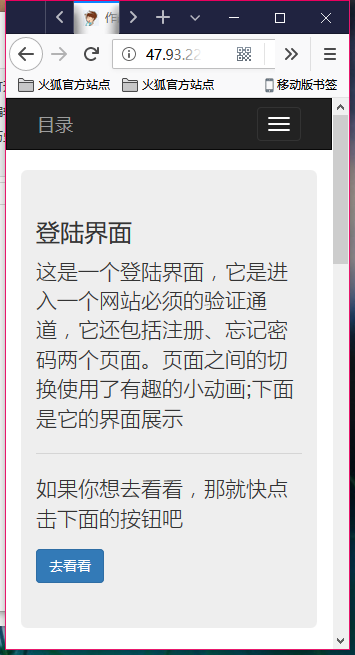 作
47.93.22
火狐官方站点 火狐官方站点 移动版书签
目录
登陆界面
这是一个登陆界面，它是进
入一个网站必须的验证通
道，它还包括注册、忘记密
码两个页面。页面之间的切
换使用了有趣的小动画;下面
是它的界面展示
如果你想去看看，那就快点
击下面的按钮吧
去看看